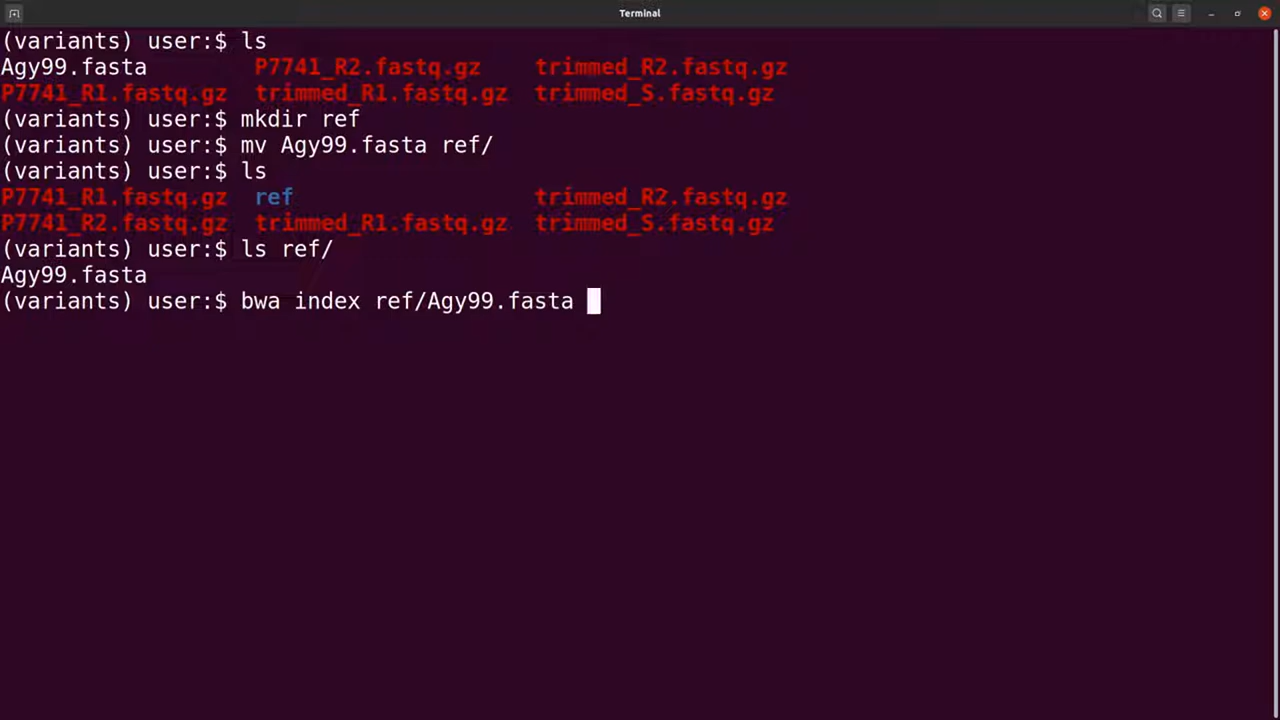 Terminal
(variants) user:$ ls
Agy99.fasta P7741_R2.fastq.gz trimmed_R2.fastq.gz
P7741_R1.fastq.gz trimmed_R1.fastq.gz trimmed_S.fastq.gz
(variants) user:$ mkdir ref
(variants) user:$ mv Agy99.fasta ref/
(variants) user:$ ls
P7741_R1.fastq.gz ref trimmed_R2.fastq.gz
P7741_R2.fastq.gz trimmed_R1.fastq.gz trimmed_S.fastq.gz
(variants) user:$ ls ref/
Agy99.fasta
(variants) user:$ bwa index ref/Agy99.fasta